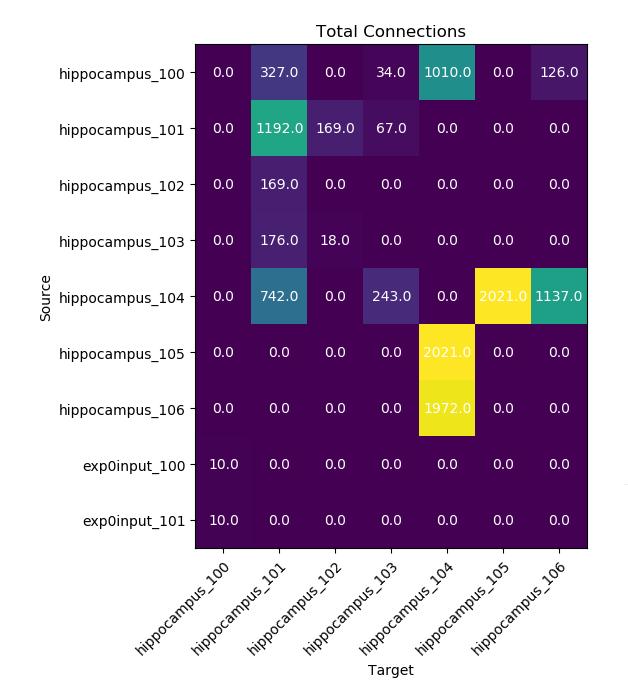 Total Connections
hippocampus_100 0.0 327.0 0.0 34.0 1010.0 0.0 126.0
hippocampus_101 0.0 1192.0 169.0 67.0 0.0 0.0 0.0
hippocampus_102 0.0 169.0 0.0 0.0 0.0 0.0 0.0
hippocampus_103 0.0 176.0 18.0 0.0 0.0 0.0 0.0
hippocampus_104 0.0 742.0 0.0 243.0 0.0 2021.0 1137.0
hippocampus_105 0.0 0.0 0.0 0.0 2021.0 0.0 0.0
hippocampus_106 0.0 0.0 0.0 0.0 1972.0 0.0 0.0
exp0input_100 10.0 0.0 0.0 0.0 0.0 0.0 0.0
exp0input_101 10.0 0.0 0.0 0.0 0.0 0.0 0.0
Source
hippocampus_100
hippocampus_101
hippocampus_102
hippocampus_103
hippocampus_104
hippocampus_105
hippocampus_106
Target